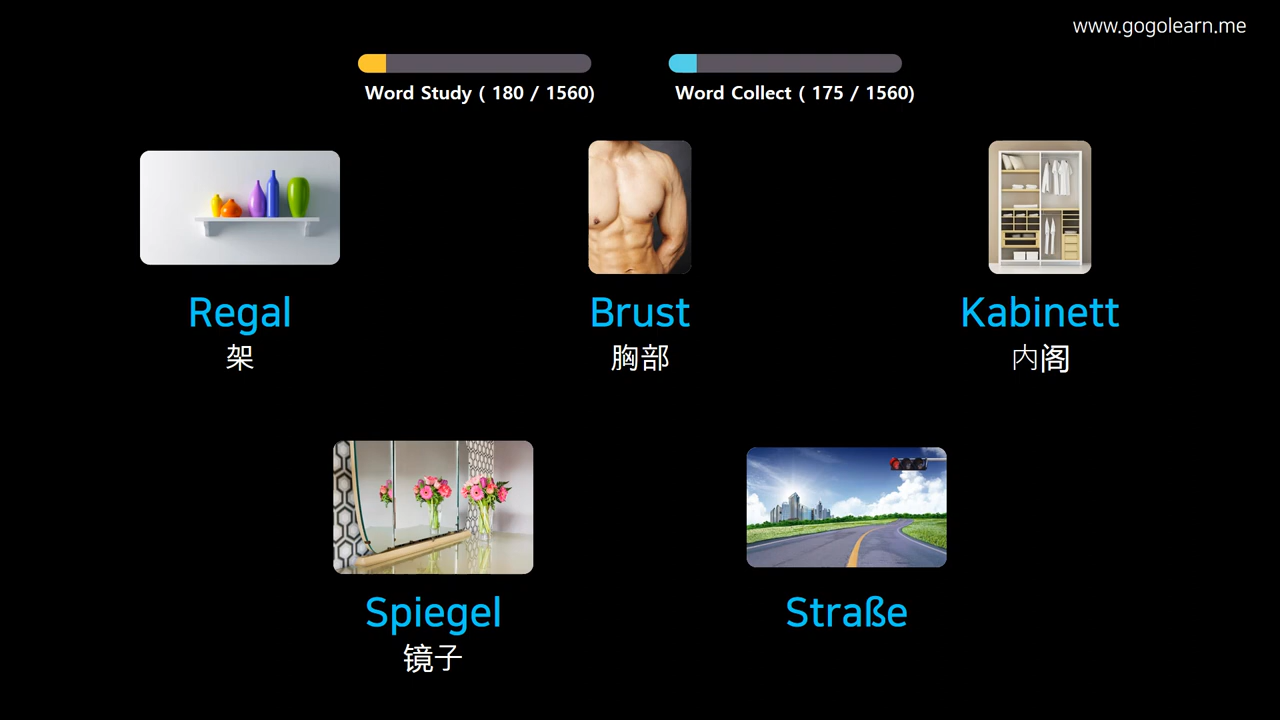 www.gogolearn.me
Word Study ( 180 / 1560)
Word Collect ( 175 / 1560)
Regal
架
Brust
胸部
Kabinett
内阁
Spiegel
镜子
Straße